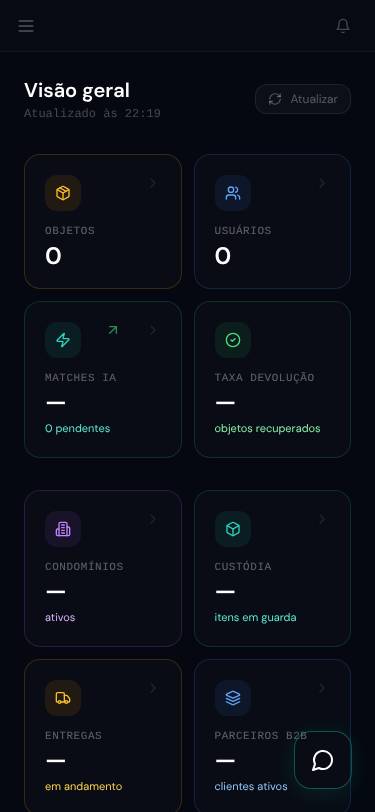 Visão geral
Atualizado às 22:19
Atualizar
OBJETOS
0
USUÁRIOS
0
MATCHES IA
—
0 pendentes
TAXA DEVOLUÇÃO
—
objetos recuperados
CONDOMÍNIOS
—
ativos
CUSTÓDIA
—
itens em guarda
ENTREGAS
—
em andamento
PARCEIROS B2B
—
clientes ativos